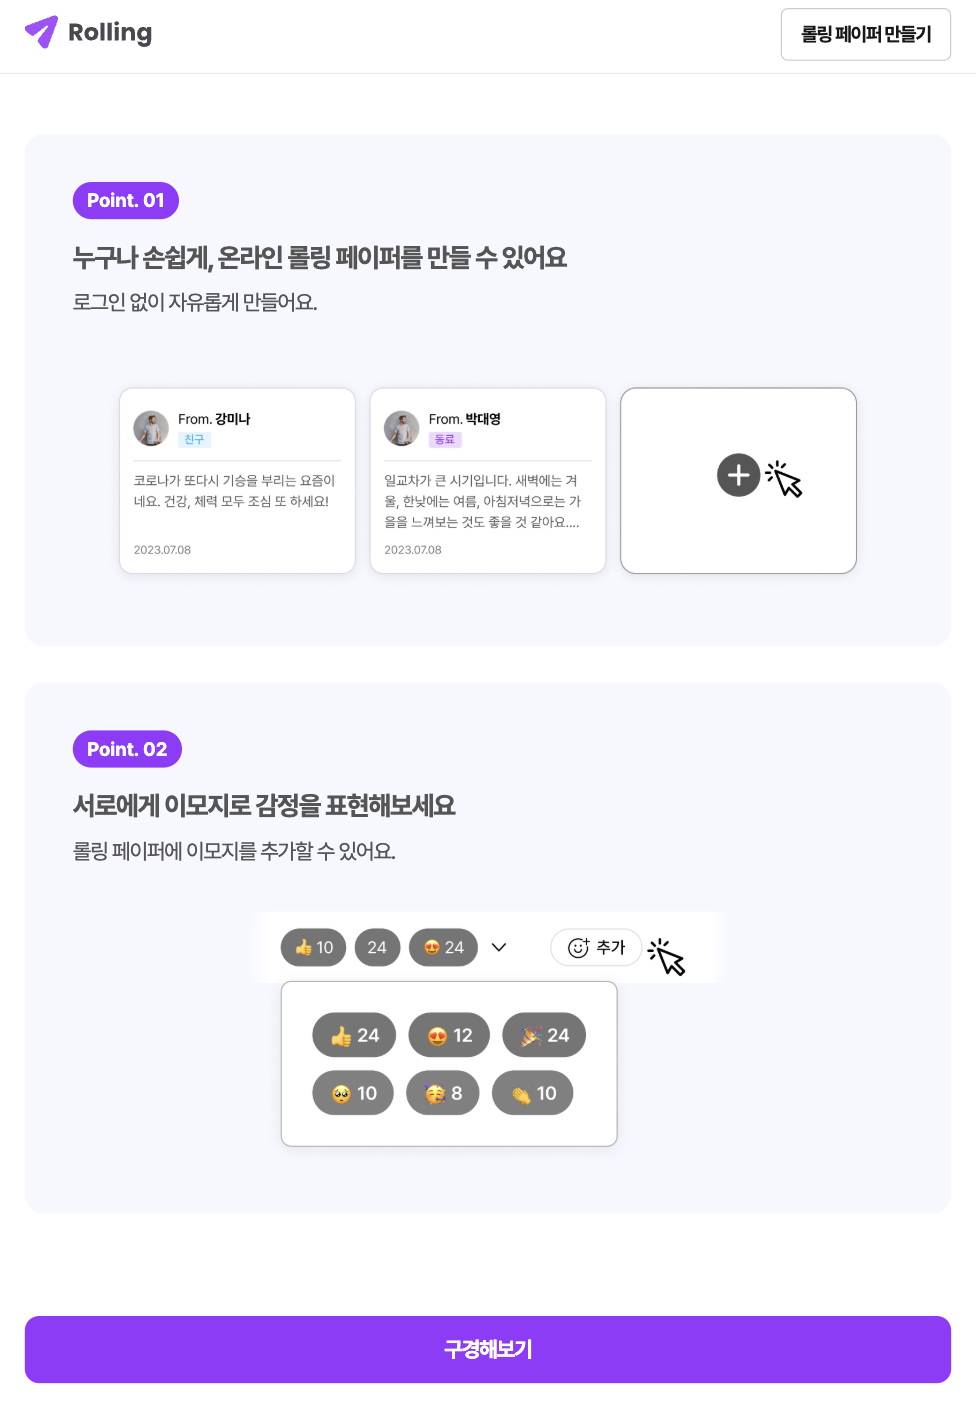 Rolling
롤링 페이퍼 만들기
Point. 01
누구나 손쉽게, 온라인 롤링 페이퍼를 만들 수 있어요
로그인 없이 자유롭게 만들어요.
From. 강미나
친구
코로나가 또다시 기승을 부리는 요즘이
네요. 건강, 체력 모두 조심 또 하세요!
2023.07.08
From. 박대영
동료
일교차가 큰 시기입니다. 새벽에는 겨
울, 한낮에는 여름, 아침저녁으로는 가
을을 느껴보는 것도 좋을 것 같아요....
2023.07.08
Point. 02
서로에게 이모지로 감정을 표현해보세요
롤링 페이퍼에 이모지를 추가할 수 있어요.
👍 10 24 😍 24 추가
👍 24 😍 12 🎉 24
🥺 10 🥳 8 👏 10
구경해보기